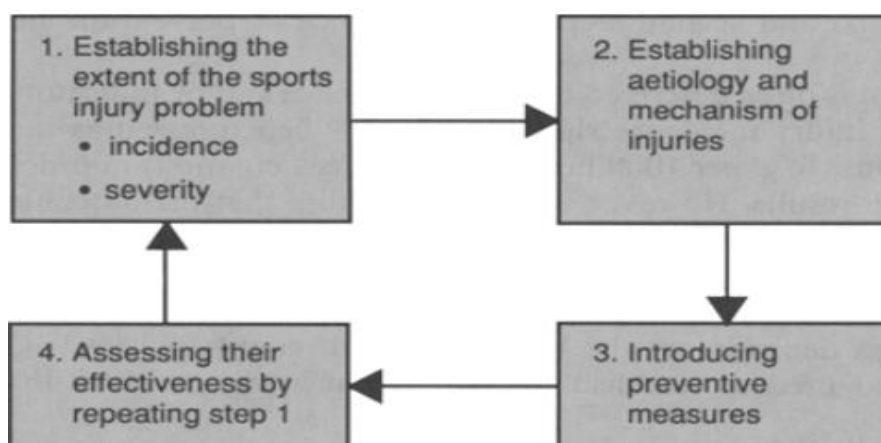 1. Establishing the
extent of the sports
injury problem
• incidence
• severity
2. Establishing
aetiology and
mechanism of
injuries
4. Assessing their
effectiveness by
repeating step 1
3. Introducing
preventive
measures